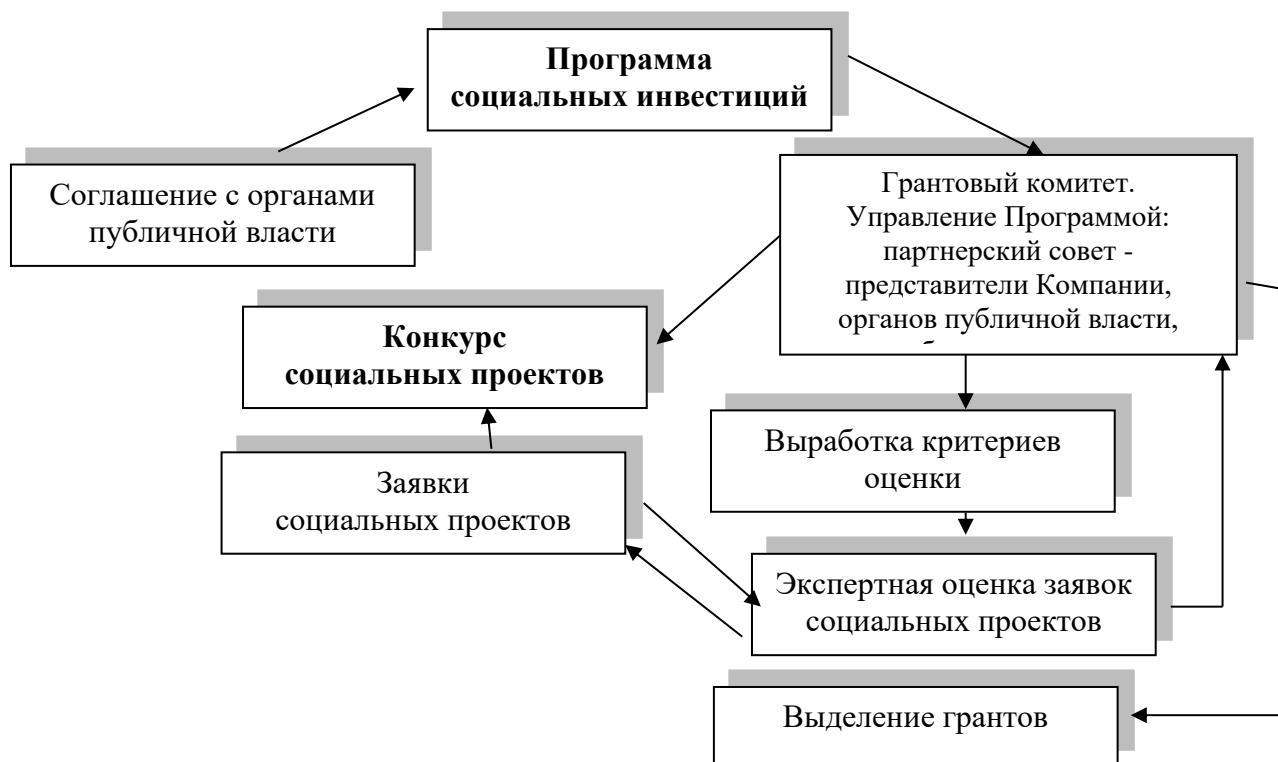 Программа
социальных инвестиций
Соглашение с органами
публичной власти
Грантовый комитет.
Управление Программой:
партнерский совет -
представители Компании,
органов публичной власти,
Конкурс
социальных проектов
Выработка критериев
оценки
Заявки
социальных проектов
Экспертная оценка заявок
социальных проектов
Выделение грантов